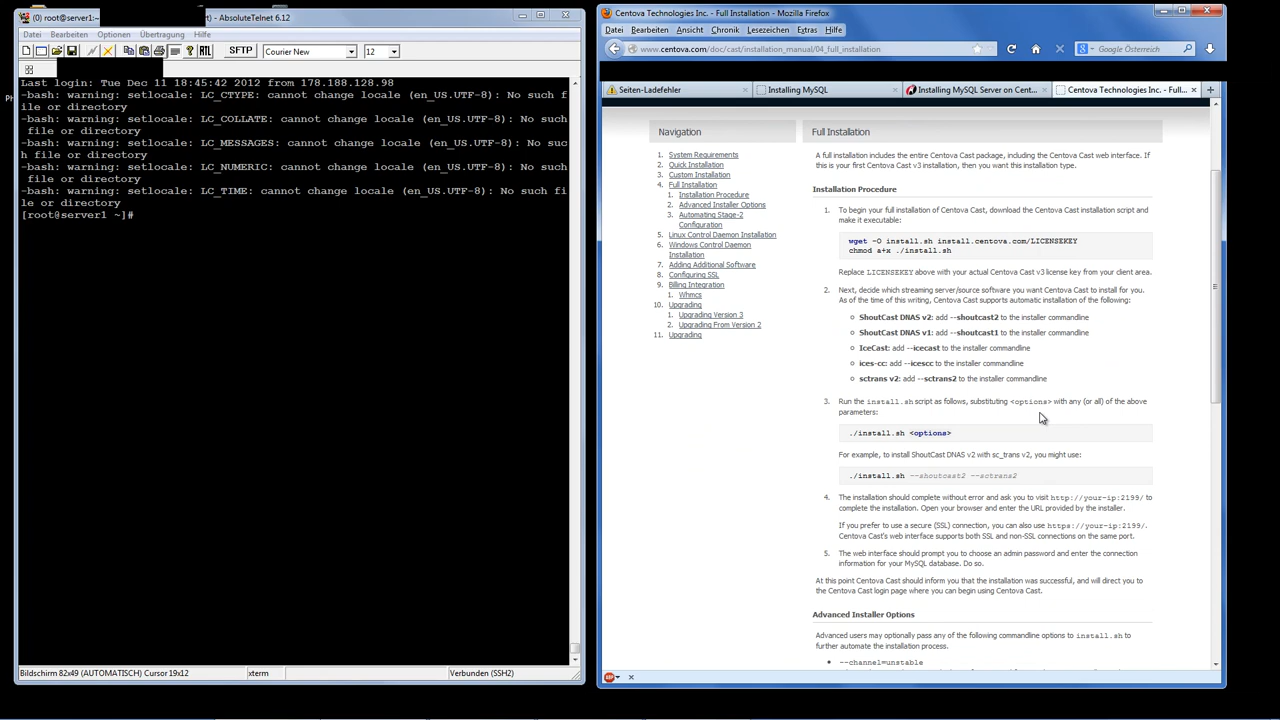 (0) root@server1:~
t) - AbsoluteTelnet 6.12
Datei Bearbeiten Optionen Übertragung Hilfe
SFTP Courier New 12
RTL
Last login: Tue Dec 11 18:45:42 2012 from 178.188.128.98
-bash: warning: setlocale: LC_CTYPE: cannot change locale (en_US.UTF-8): No such f
ile or directory
-bash: warning: setlocale: LC_COLLATE: cannot change locale (en_US.UTF-8): No such
file or directory
-bash: warning: setlocale: LC_MESSAGES: cannot change locale (en_US.UTF-8): No suc
h file or directory
-bash: warning: setlocale: LC_NUMERIC: cannot change locale (en_US.UTF-8): No such
file or directory
-bash: warning: setlocale: LC_TIME: cannot change locale (en_US.UTF-8): No such fi
le or directory
[root@server1 ~]#
Bildschirm 82x49 (AUTOMATISCH) Cursor 19x12
xterm
Verbunden (SSH2)
Centova Technologies Inc. - Full Installation - Mozilla Firefox
Datei Bearbeiten Ansicht Chronik Lesezeichen Extras Hilfe
www.centova.com/doc/cast/installation_manual/04_full_installation
Google Österreich
Seiten-Ladefehler
Installing MySQL
Installing MySQL Server on Cent...
Centova Technologies Inc. - Full...
Navigation
1. System Requirements
2. Quick Installation
3. Custom Installation
4. Full Installation
1. Installation Procedure
2. Advanced Installer Options
3. Automating Stage-2
Configuration
5. Linux Control Daemon Installation
6. Windows Control Daemon
Installation
7. Adding Additional Software
8. Configuring SSL
9. Billing Integration
1. Whmcs
10. Upgrading
1. Upgrading Version 3
2. Upgrading From Version 2
11. Upgrading
Full Installation
A full installation includes the entire Centova Cast package, including the Centova Cast web interface. If
this is your first Centova Cast v3 installation, then you want this installation type.
Installation Procedure
1. To begin your full installation of Centova Cast, download the Centova Cast installation script and
make it executable:
wget -O install.sh install.centova.com/LICENSEKEY
chmod a+x ./install.sh
Replace LICENSEKEY above with your actual Centova Cast v3 license key from your client area.
2. Next, decide which streaming server/source software you want Centova Cast to install for you.
As of the time of this writing, Centova Cast supports automatic installation of the following:
ShoutCast DNAS v2: add --shoutcast2 to the installer commandline
ShoutCast DNAS v1: add --shoutcast1 to the installer commandline
IceCast: add --icecast to the installer commandline
ices-cc: add --icescc to the installer commandline
sctrans v2: add --sctrans2 to the installer commandline
3. Run the install.sh script as follows, substituting <options> with any (or all) of the above
parameters:
./install.sh <options>
For example, to install ShoutCast DNAS v2 with sc_trans v2, you might use:
./install.sh --shoutcast2 --sctrans2
4. The installation should complete without error and ask you to visit http://your-ip:2199/ to
complete the installation. Open your browser and enter the URL provided by the installer.
If you prefer to use a secure (SSL) connection, you can also use https://your-ip:2199/.
Centova Cast's web interface supports both SSL and non-SSL connections on the same port.
5. The web interface should prompt you to choose an admin password and enter the connection
information for your MySQL database. Do so.
At this point Centova Cast should inform you that the installation was successful, and will direct you to
the Centova Cast login page where you can begin using Centova Cast.
Advanced Installer Options
Advanced users may optionally pass any of the following commandline options to install.sh to
further automate the installation process.
--channel=unstable
ABP